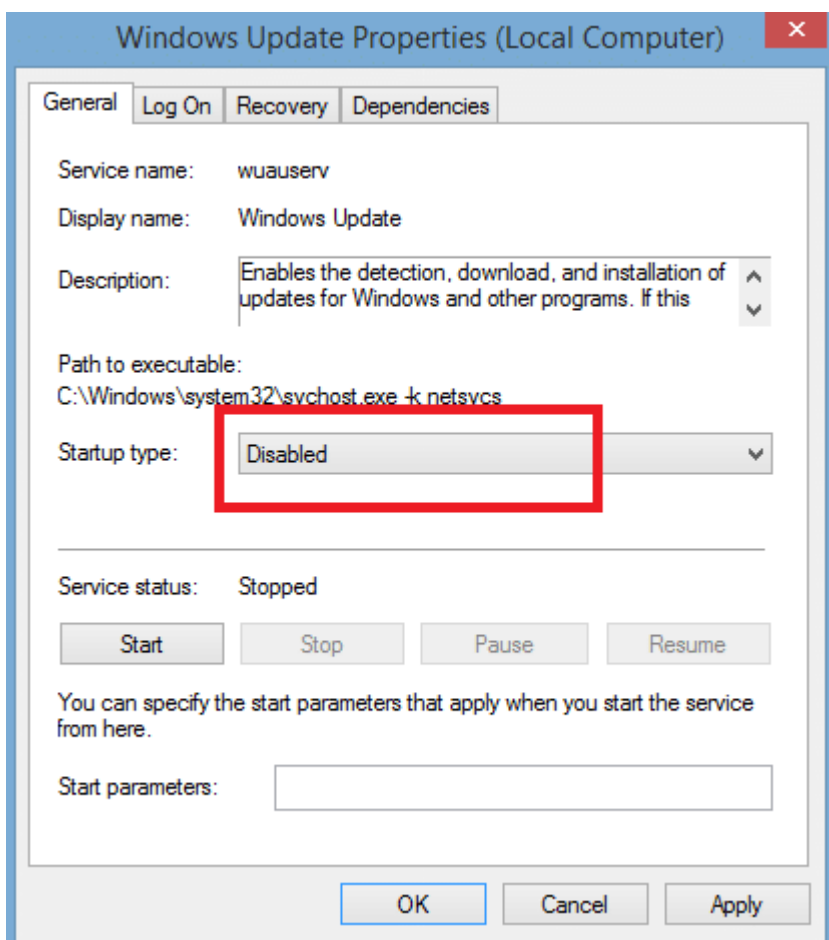 Windows Update Properties (Local Computer)
General Log On Recovery Dependencies
Service name: wuauserv
Display name: Windows Update
Description: Enables the detection, download, and installation of
updates for Windows and other programs. If this
Path to executable:
C:\Windows\system32\svchost.exe -k netsvcs
Startup type: Disabled
Service status: Stopped
Start Stop Pause Resume
You can specify the start parameters that apply when you start the service
from here.
Start parameters:
OK Cancel Apply